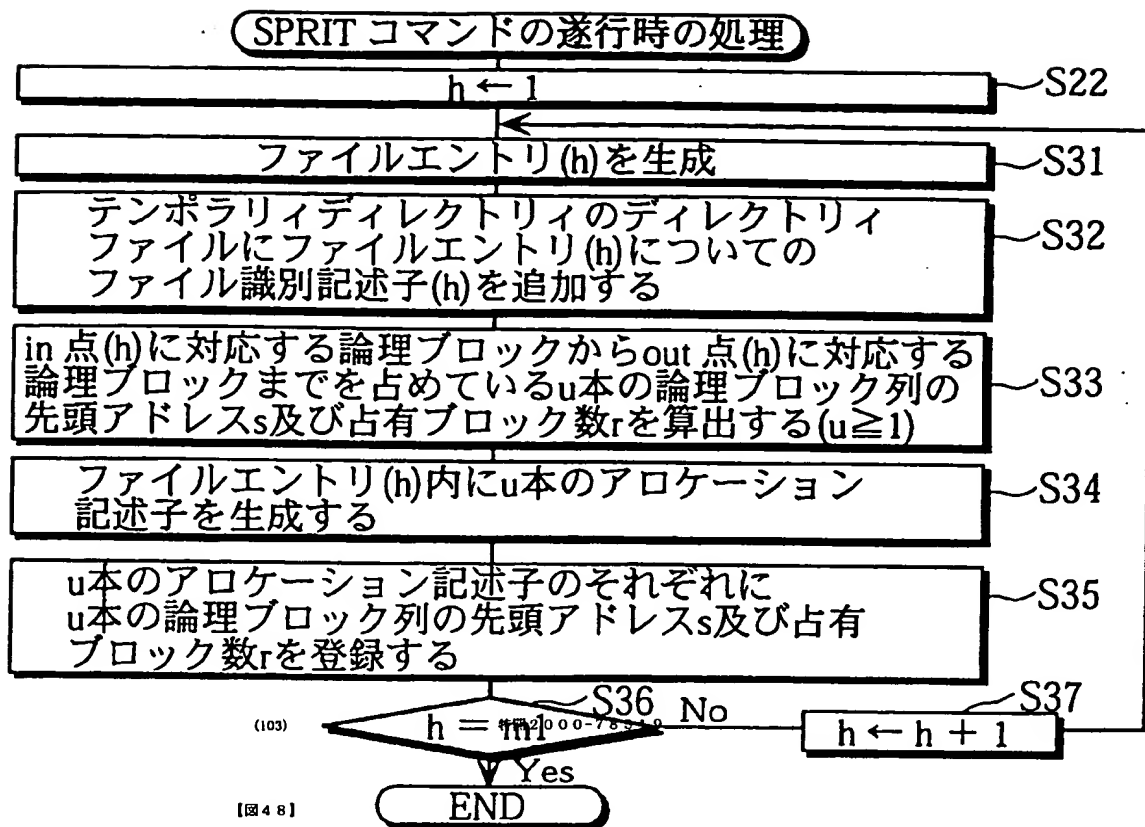 SPRIT コマンドの遂行時の処理
h ← 1
S22
ファイルエントリ(h)を生成
S31
テンポラリィディレクトリィのディレクトリィ
ファイルにファイルエントリ(h)についての
ファイル識別記述子(h)を追加する
S32
in 点(h)に対応する論理ブロックからout 点(h)に対応する
論理ブロックまでを占めているu本の論理ブロック列の
先頭アドレスs及び占有ブロック数rを算出する(u≧1)
S33
ファイルエントリ(h)内にu本のアロケーション
記述子を生成する
S34
u本のアロケーション記述子のそれぞれに
u本の論理ブロック列の先頭アドレスs及び占有
ブロック数rを登録する
S35
S36
h = m1
No
S37
h ← h + 1
(103)
Yes
END
【図48】